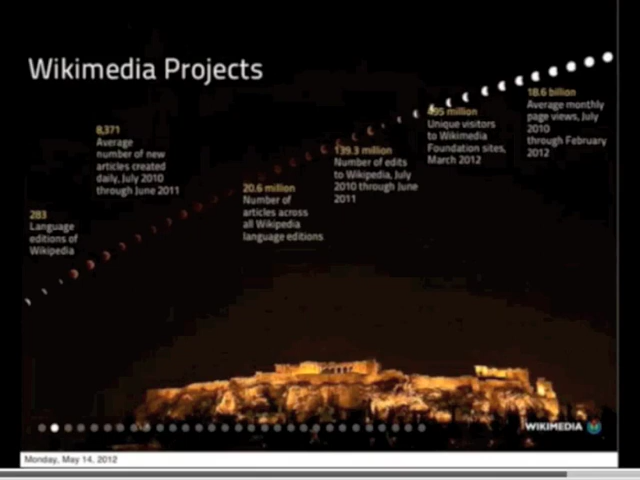 Wikimedia Projects
283
Language
editions of
Wikipedia
8,371
Average
number of new
articles created
daily, July 2010
through June 2011
20.6 million
Number of
articles across
all Wikipedia
language editions
139.3 million
Number of edits
to Wikipedia, July
2010 through June
2011
495 million
Unique visitors
to Wikimedia
Foundation sites,
March 2012
18.6 billion
Average monthly
page views, July
2010
through February
2012
WIKIMEDIA
Monday, May 14, 2012